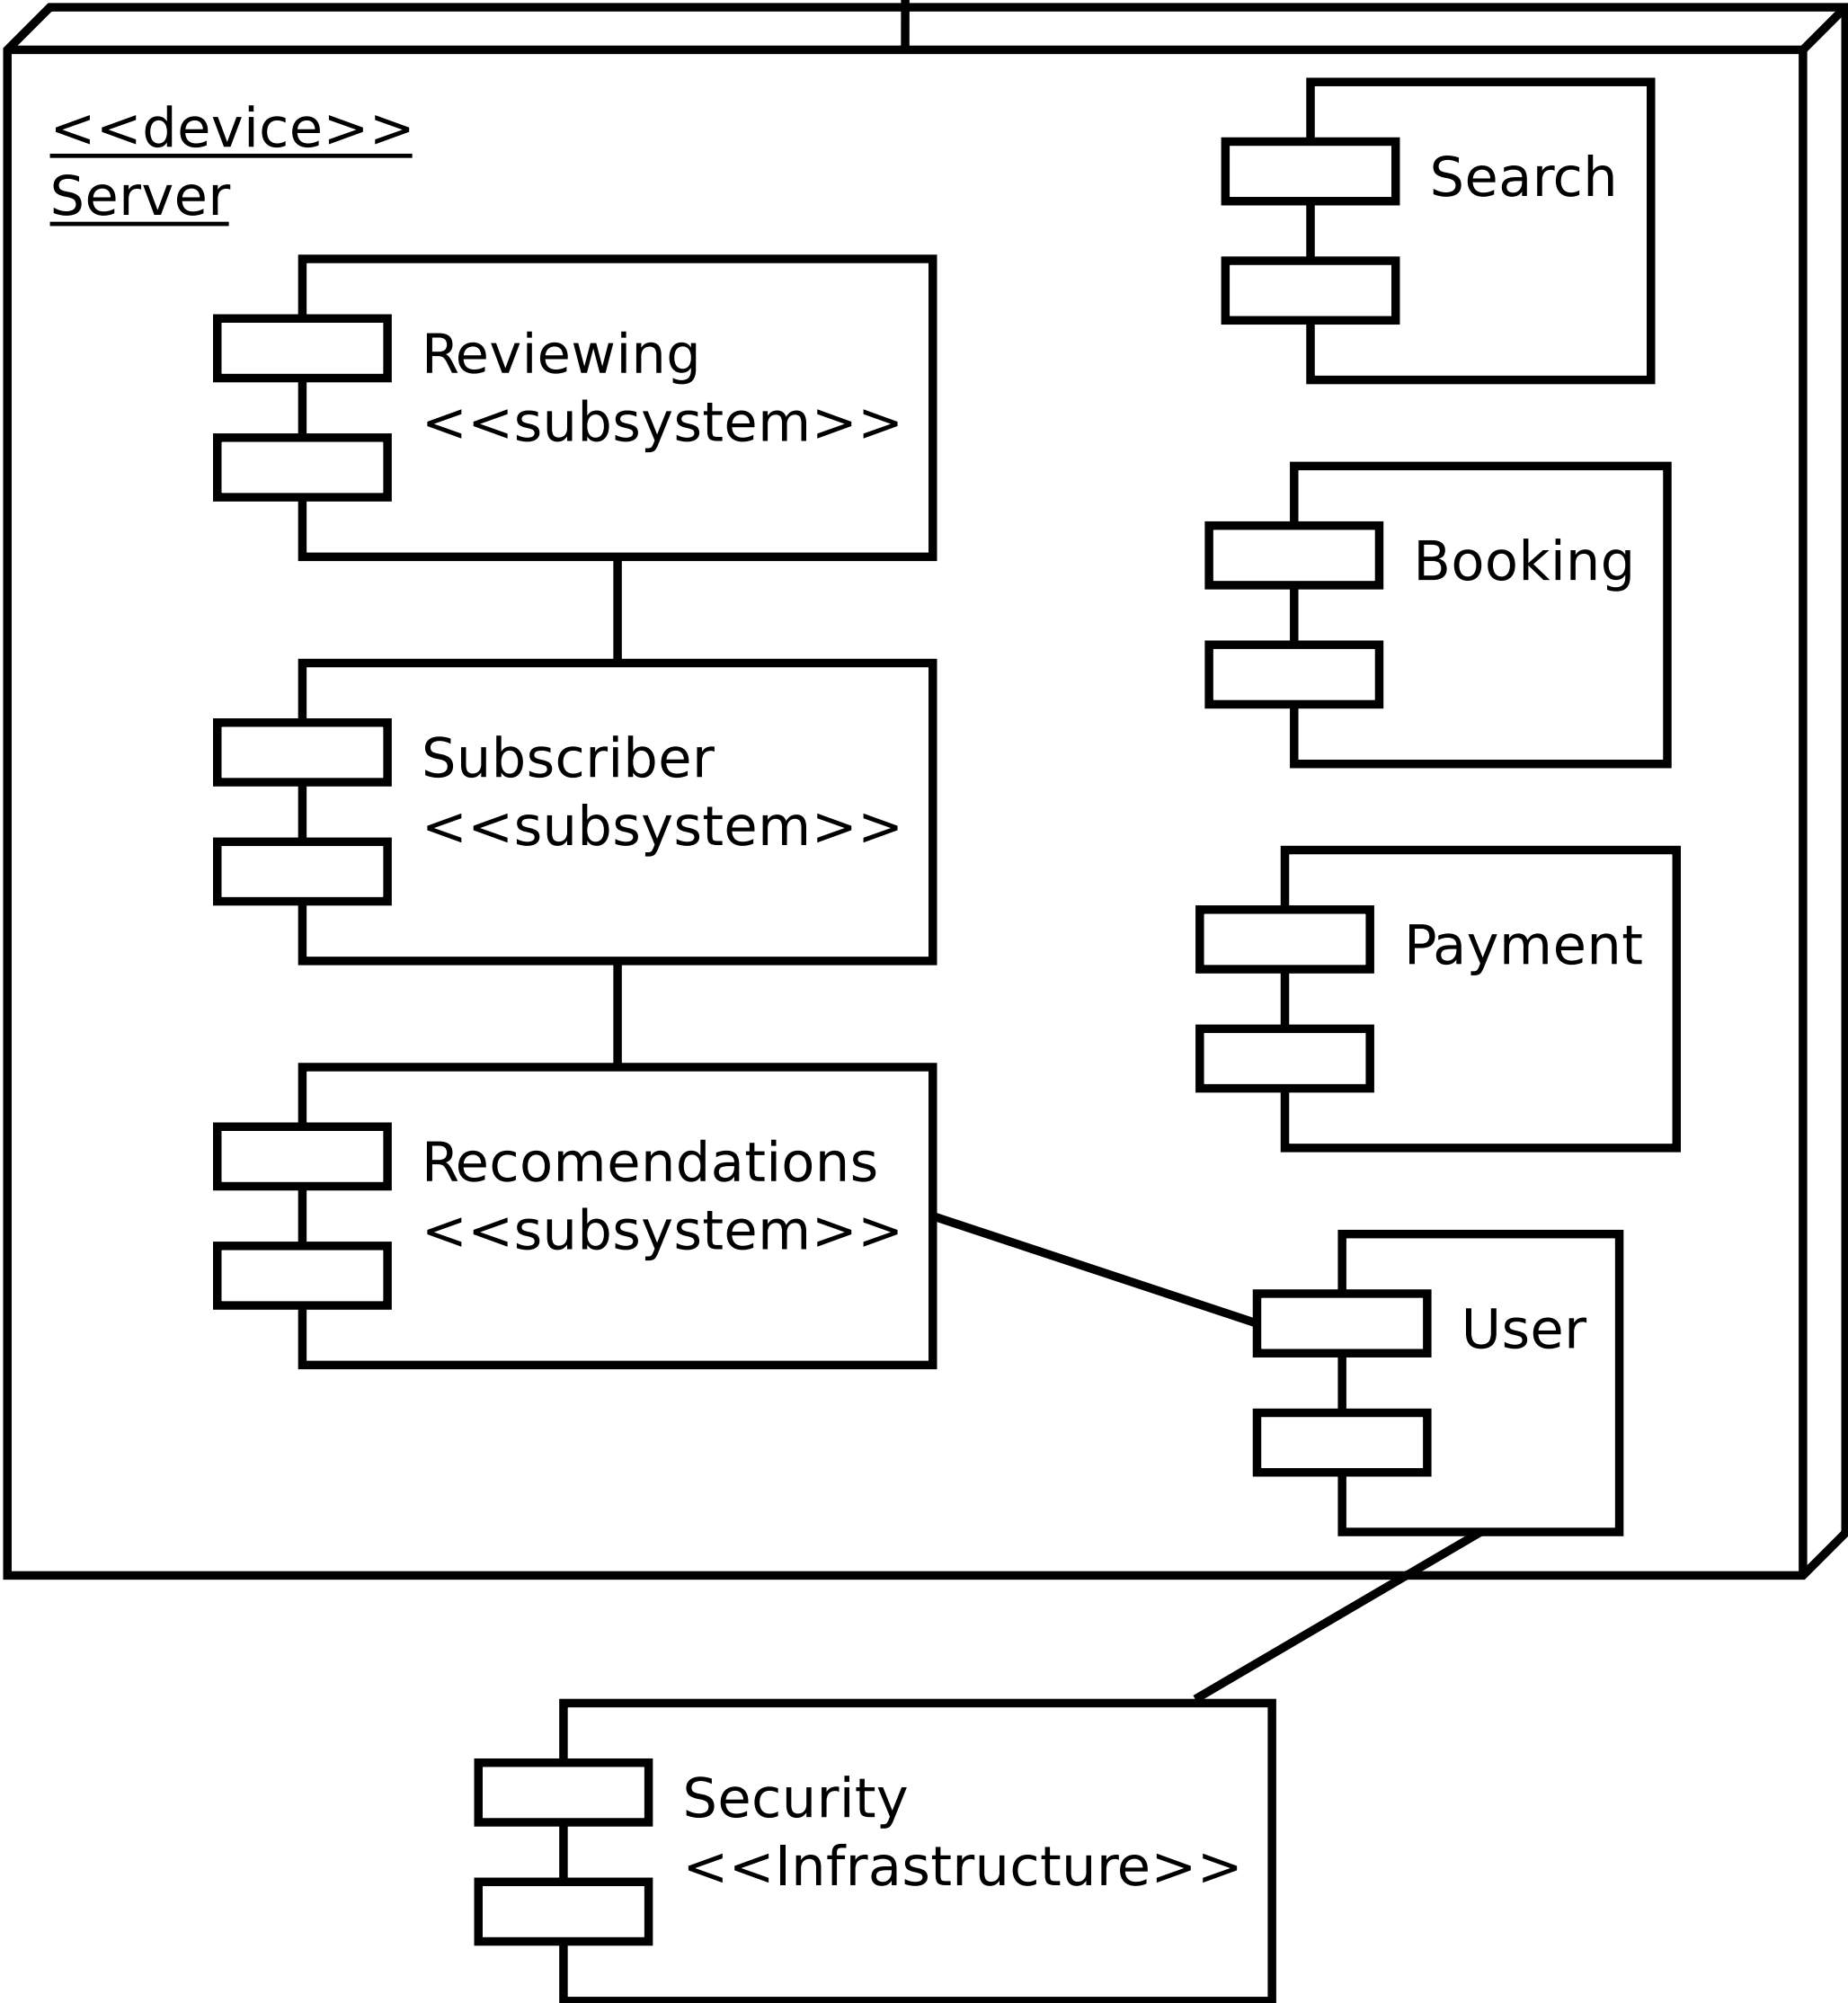 <<device>>
Server
Search
Reviewing
<<subsystem>>
Booking
Subscriber
<<subsystem>>
Payment
Recomendations
<<subsystem>>
User
Security
<<Infrastructure>>